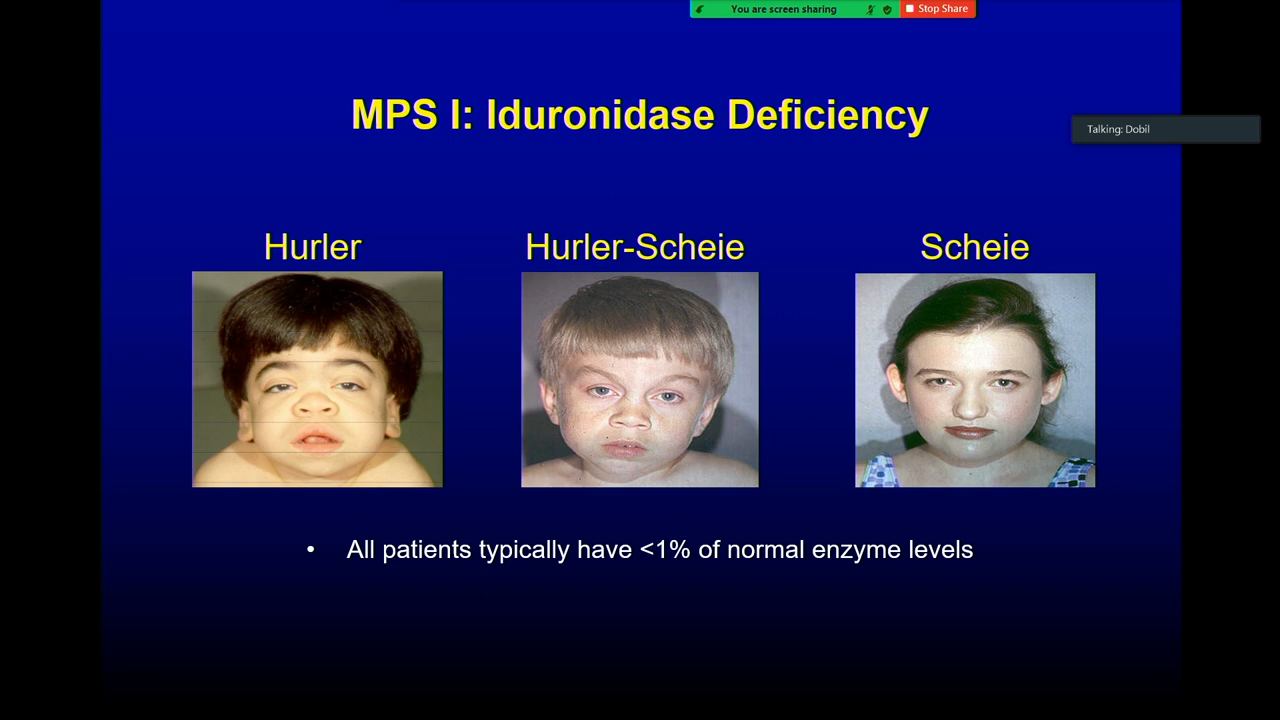 You are screen sharing
Stop Share
MPS I: Iduronidase Deficiency
Talking: Dobil
Hurler
Hurler-Scheie
Scheie
• All patients typically have <1% of normal enzyme levels